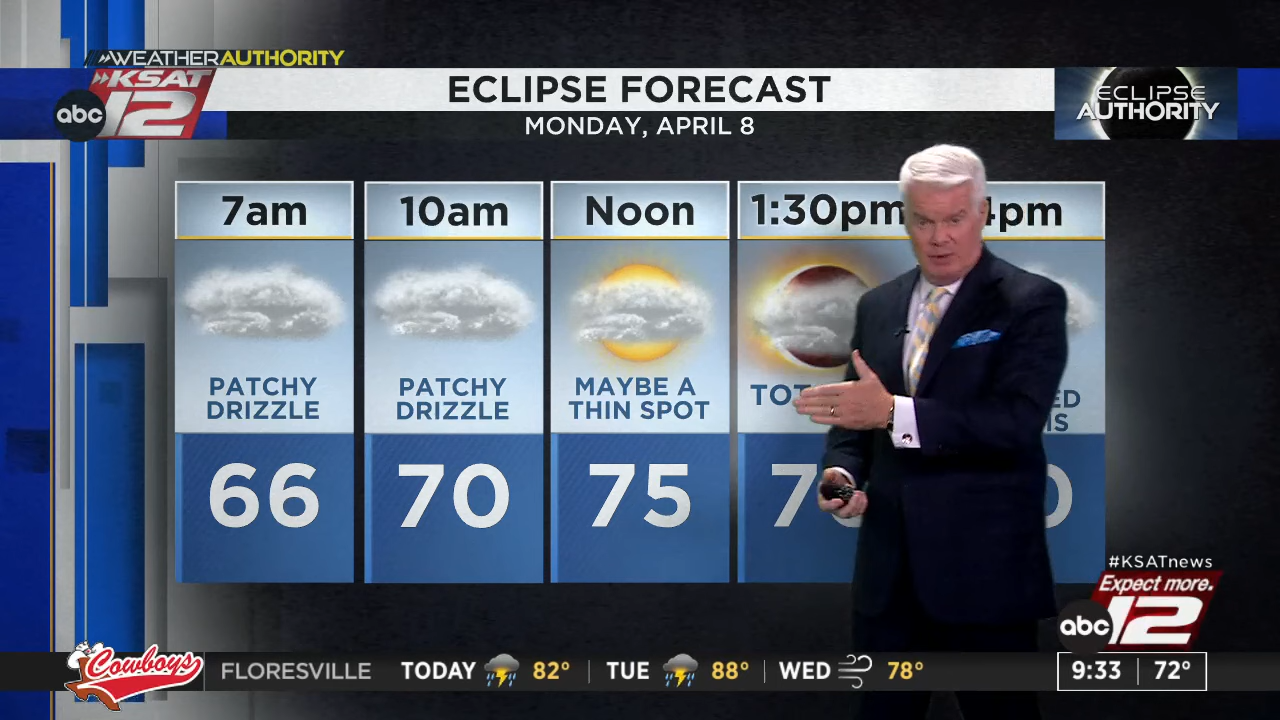 WEATHERAUTHORITY
KSAT
abc 12
ECLIPSE FORECAST
MONDAY, APRIL 8
ECLIPSE
AUTHORITY
7am
10am
Noon
1:30pm
4pm
PATCHY
DRIZZLE
PATCHY
DRIZZLE
MAYBE A
THIN SPOT
66
70
75
#KSATnews
Expect more.
abc 12
Cowboys
FLORESVILLE
TODAY 82°
TUE 88°
WED 78°
9:33
72°